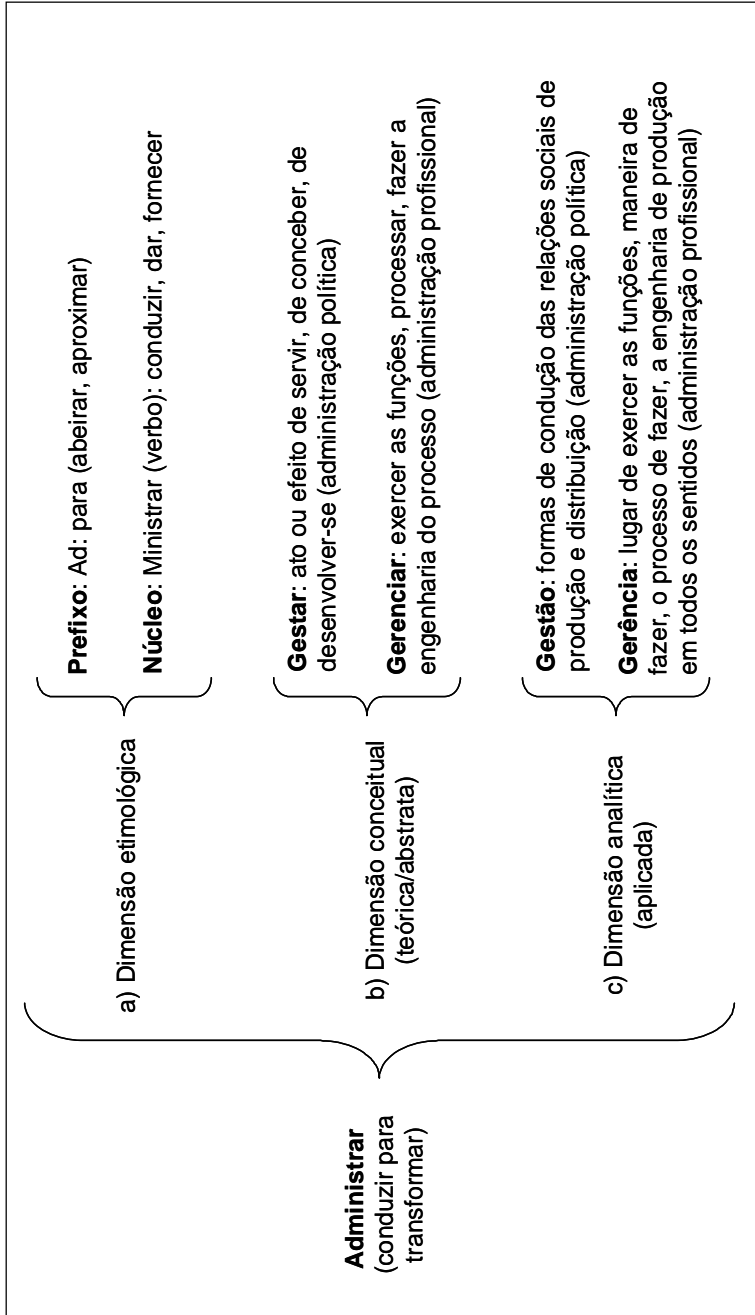 Administrar
(conduzir para
transformar)
a) Dimensão etimológica
Prefixo: Ad: para (abeirar, aproximar)
Núcleo: Ministrar (verbo): conduzir, dar, fornecer
b) Dimensão conceitual
(teórica/abstrata)
Gestar: ato ou efeito de servir, de conceber, de
desenvolver-se (administração política)
Gerenciar: exercer as funções, processar, fazer a
engenharia do processo (administração profissional)
c) Dimensão analítica
(aplicada)
Gestão: formas de condução das relações sociais de
produção e distribuição (administração política)
Gerência: lugar de exercer as funções, maneira de
fazer, o processo de fazer, a engenharia de produção
em todos os sentidos (administração profissional)